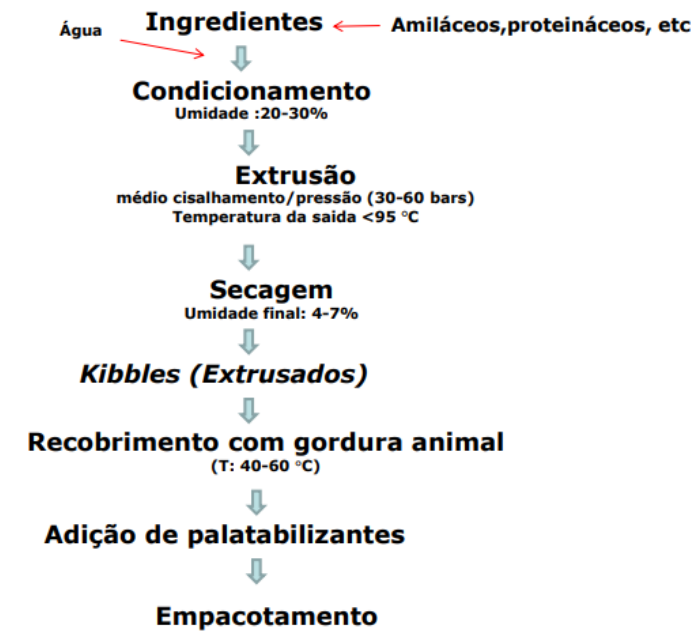 Ingredientes
Amiláceos,proteináceos, etc
Água
Condicionamento
Umidade :20-30%
Extrusão
médio cisalhamento/pressão (30-60 bars)
Temperatura da saida <95 °C
Secagem
Umidade final: 4-7%
Kibbles (Extrusados)
Recobrimento com gordura animal
(T: 40-60 °C)
Adição de palatabilizantes
Empacotamento